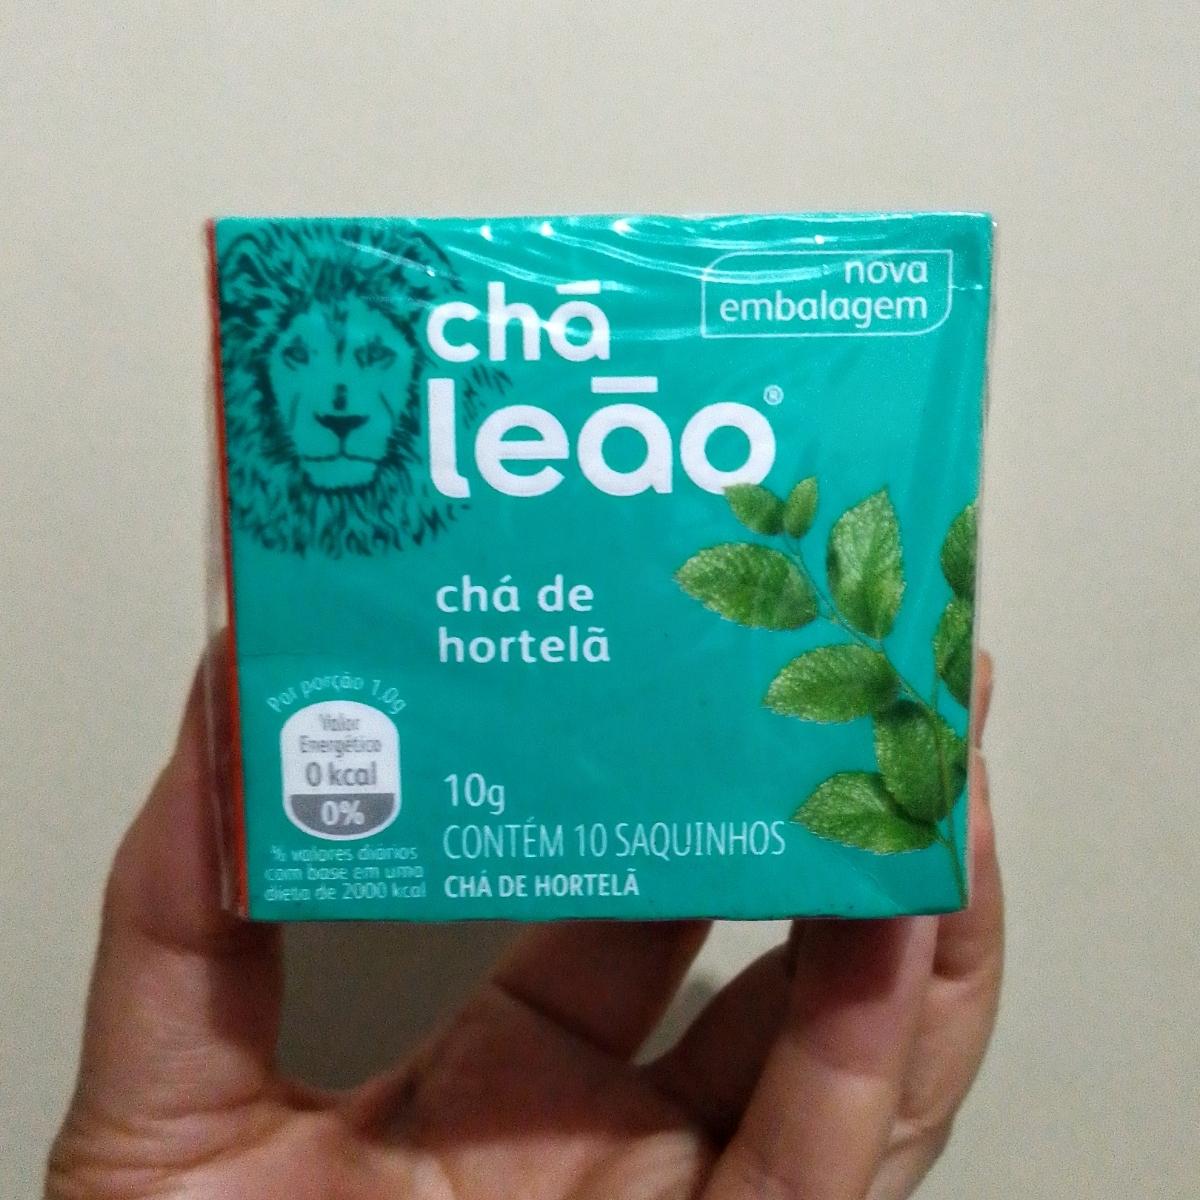 chá
leão®
nova
embalagem
chá de
hortelã
Por porção 1,0g
Valor
Energético
0 kcal
0%
% valores diários
com base em uma
dieta de 2000 kcal
10g
CONTÉM 10 SAQUINHOS
CHÁ DE HORTELÃ